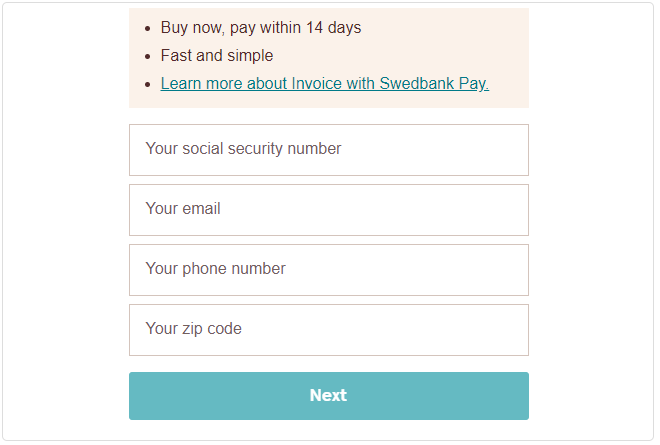 • Buy now, pay within 14 days
• Fast and simple
• Learn more about Invoice with Swedbank Pay.
Your social security number
Your email
Your phone number
Your zip code
Next